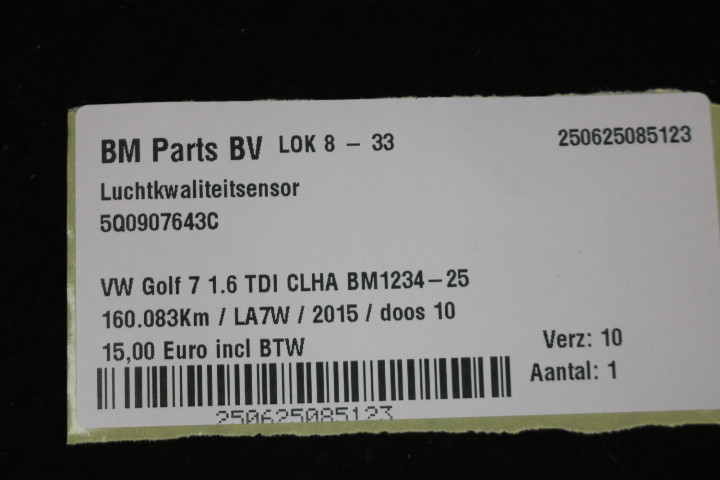 BM Parts BV LOK 8 – 33 250625085123
Luchtkwaliteitsensor
5Q0907643C
VW Golf 7 1.6 TDI CLHA BM1234–25
160.083Km / LA7W / 2015 / doos 10
15,00 Euro incl BTW Verz: 10
Aantal: 1
250625085123